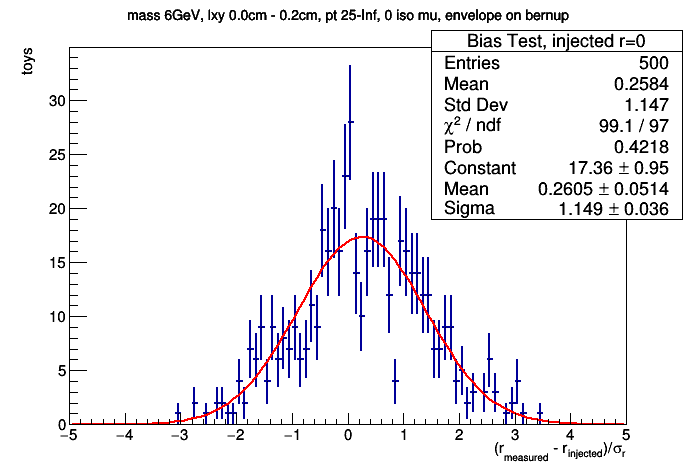 mass 6GeV, lxy 0.0cm - 0.2cm, pt 25-Inf, 0 iso mu, envelope on bernup
Bias Test, injected r=0
Entries 500
Mean 0.2584
Std Dev 1.147
χ² / ndf 99.1 / 97
Prob 0.4218
Constant 17.36 ± 0.95
Mean 0.2605 ± 0.0514
Sigma 1.149 ± 0.036
toys
30
25
20
15
10
5
0
−5 −4 −3 −2 −1 0 1 2 3 4 5
(r_measured - r_injected)/σ_r